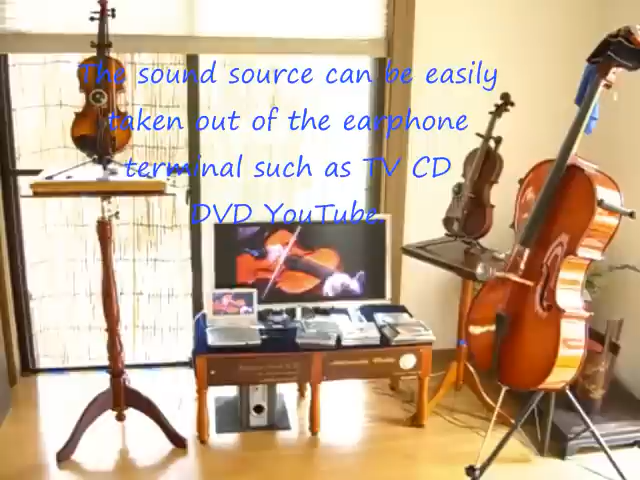 The sound source can be easily
taken out of the earphone
terminal such as TV CD
DVD YouTube.